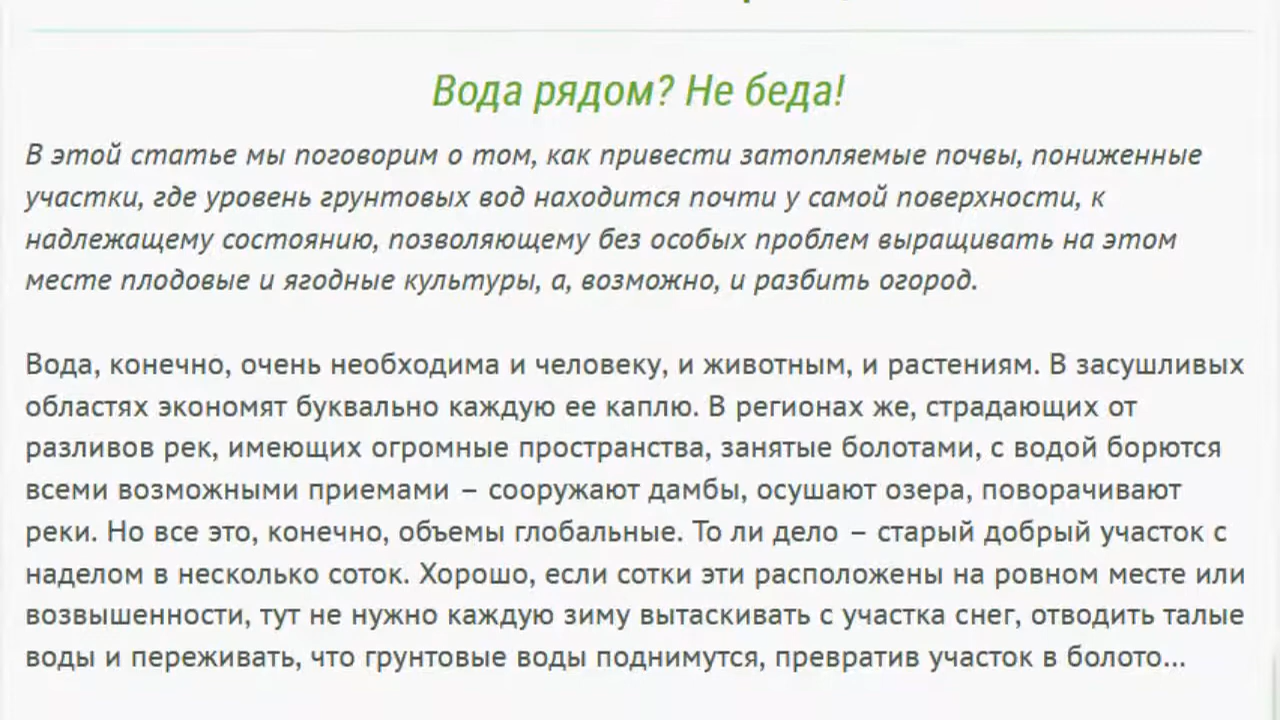 Вода рядом? Не беда!
В этой статье мы поговорим о том, как привести затопляемые почвы, пониженные
участки, где уровень грунтовых вод находится почти у самой поверхности, к
надлежащему состоянию, позволяющему без особых проблем выращивать на этом
месте плодовые и ягодные культуры, а, возможно, и разбить огород.
Вода, конечно, очень необходима и человеку, и животным, и растениям. В засушливых
областях экономят буквально каждую ее каплю. В регионах же, страдающих от
разливов рек, имеющих огромные пространства, занятые болотами, с водой борются
всеми возможными приемами – сооружают дамбы, осушают озера, поворачивают
реки. Но все это, конечно, объемы глобальные. То ли дело – старый добрый участок с
наделом в несколько соток. Хорошо, если сотки эти расположены на ровном месте или
возвышенности, тут не нужно каждую зиму вытаскивать с участка снег, отводить талые
воды и переживать, что грунтовые воды поднимутся, превратив участок в болото...